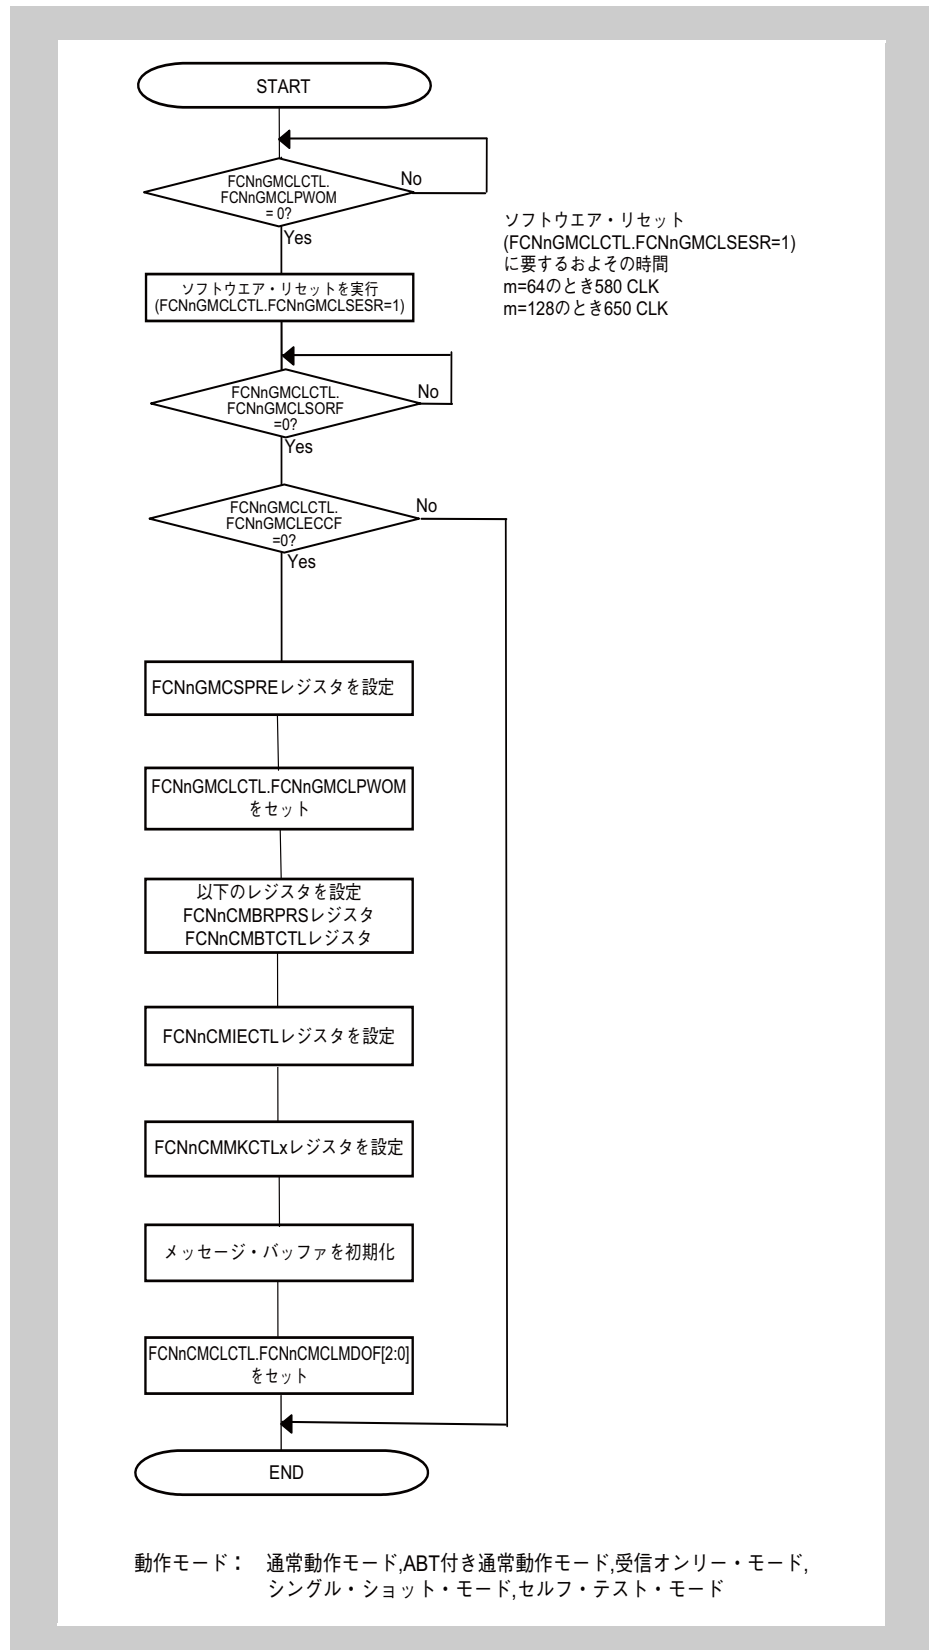 START
FCNnGMCLCTL.
FCNnGMCLPWOM
= 0?
No
Yes
ソフトウエア・リセット
(FCNnGMCLCTL.FCNnGMCLSESR=1)
に要するおよその時間
m=64のとき580 CLK
m=128のとき650 CLK
ソフトウエア・リセットを実行
(FCNnGMCLCTL.FCNnGMCLSESR=1)
FCNnGMCLCTL.
FCNnGMCLSORF
=0?
No
Yes
FCNnGMCLCTL.
FCNnGMCLECCF
=0?
No
Yes
FCNnGMCSPREレジスタを設定
FCNnGMCLCTL.FCNnGMCLPWOM
をセット
以下のレジスタを設定
FCNnCMBRPRSレジスタ
FCNnCMBTCTLレジスタ
FCNnCMIECTLレジスタを設定
FCNnCMMKCTLxレジスタを設定
メッセージ・バッファを初期化
FCNnCMCLCTL.FCNnCMCLMDOF[2:0]
をセット
END
動作モード： 通常動作モード,ABT付き通常動作モード,受信オンリー・モード,
シングル・ショット・モード,セルフ・テスト・モード